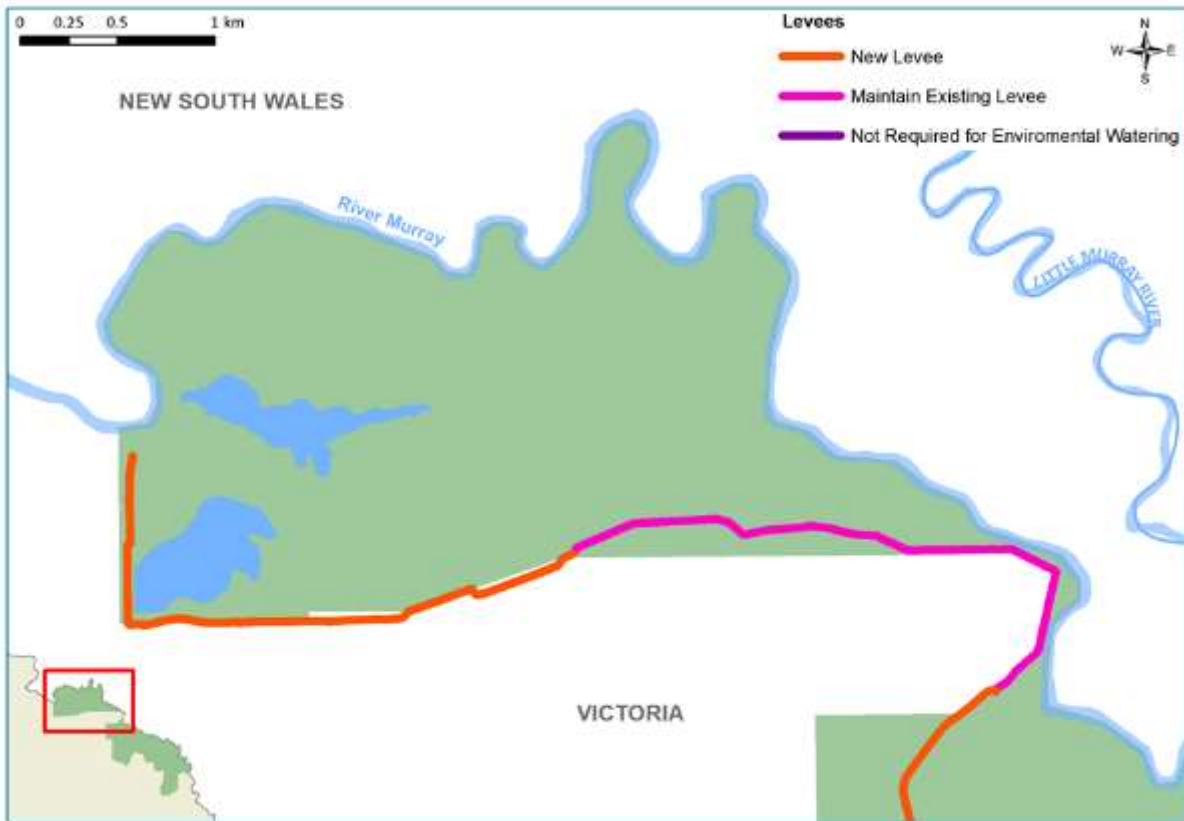 0 0.25 0.5 1 km
Levees
New Levee
Maintain Existing Levee
Not Required for Enviromental Watering
N
W E
S
NEW SOUTH WALES
River Murray
LITTLE MURRAY RIVER
VICTORIA